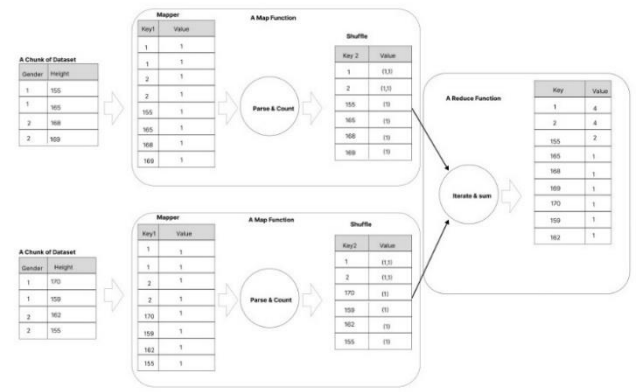 Mapper
A Map Function
Key1 Value
1 1
1 1
2 1
2 1
155 1
165 1
168 1
169 1
A Chunk of Dataset
Gender Height
1 155
1 165
2 168
2 169
Parse & Count
Shuffle
Key 2 Value
1 (1,1)
2 (1,1)
155 (1)
165 (1)
168 (1)
169 (1)
A Reduce Function
Iterate & sum
Key Value
1 4
2 4
155 2
165 1
168 1
169 1
170 1
159 1
162 1
Mapper
A Map Function
Key1 Value
1 1
1 1
2 1
2 1
170 1
159 1
162 1
155 1
A Chunk of Dataset
Gender Height
1 170
1 159
2 162
2 155
Parse & Count
Shuffle
Key2 Value
1 (1,1)
2 (1,1)
170 (1)
159 (1)
162 (1)
155 (1)